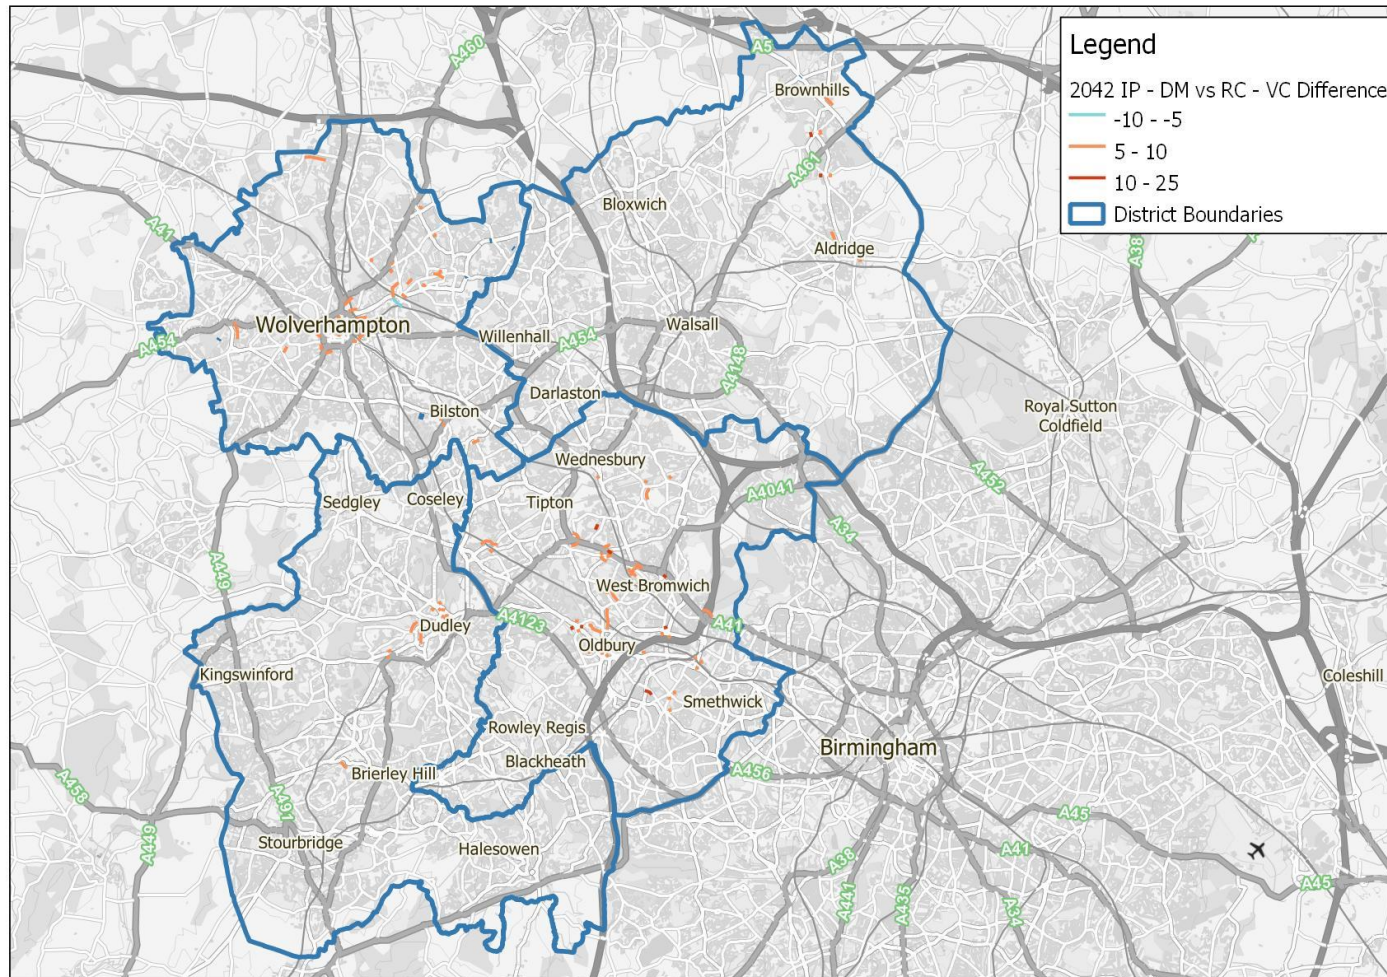 Legend
2042 IP - DM vs RC - VC Difference
-10 - -5
5 - 10
10 - 25
District Boundaries
A460
A5
Brownhills
A461
Bloxwich
A41
Aldridge
A38
Wolverhampton
Willenhall
A454
Walsall
A454
A4148
Darlaston
Bilston
Royal Sutton
Coldfield
Wednesbury
A452
Sedgley
Coseley
Tipton
A4041
A34
A449
West Bromwich
Dudley
A4123
A41
Oldbury
Kingswinford
Coleshill
Smethwick
Rowley Regis
Birmingham
Blackheath
Brierley Hill
A456
A458
A491
A449
Stourbridge
Halesowen
A45
A41
A38
A45
A441
A435
A34